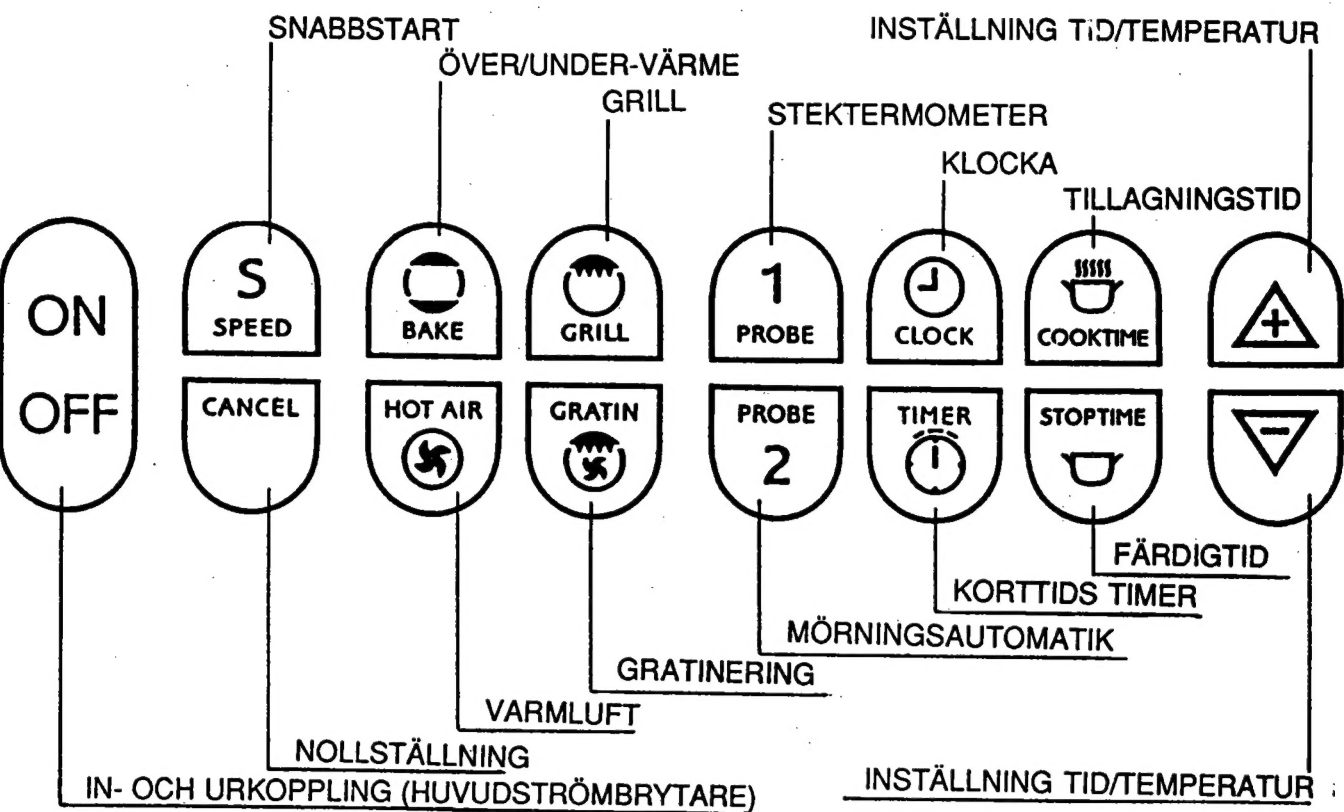 SNABBSTART
INSTÄLLNING TID/TEMPERATUR
ÖVER/UNDER-VÄRME
GRILL
STEKTERMOMETER
KLOCKA
TILLAGNINGSTID
ON
OFF
S
SPEED
BAKE
GRILL
1
PROBE
CLOCK
COOKTIME
+
CANCEL
HOT AIR
GRATIN
PROBE
2
TIMER
STOPTIME
-
FÄRDIGTID
KORTTIDS TIMER
MÖRNINGSAUTOMATIK
GRATINERING
VARMLUFT
NOLLSTÄLLNING
IN- OCH URKOPPLING (HUVUDSTRÖMBRYTARE)
INSTÄLLNING TID/TEMPERATUR